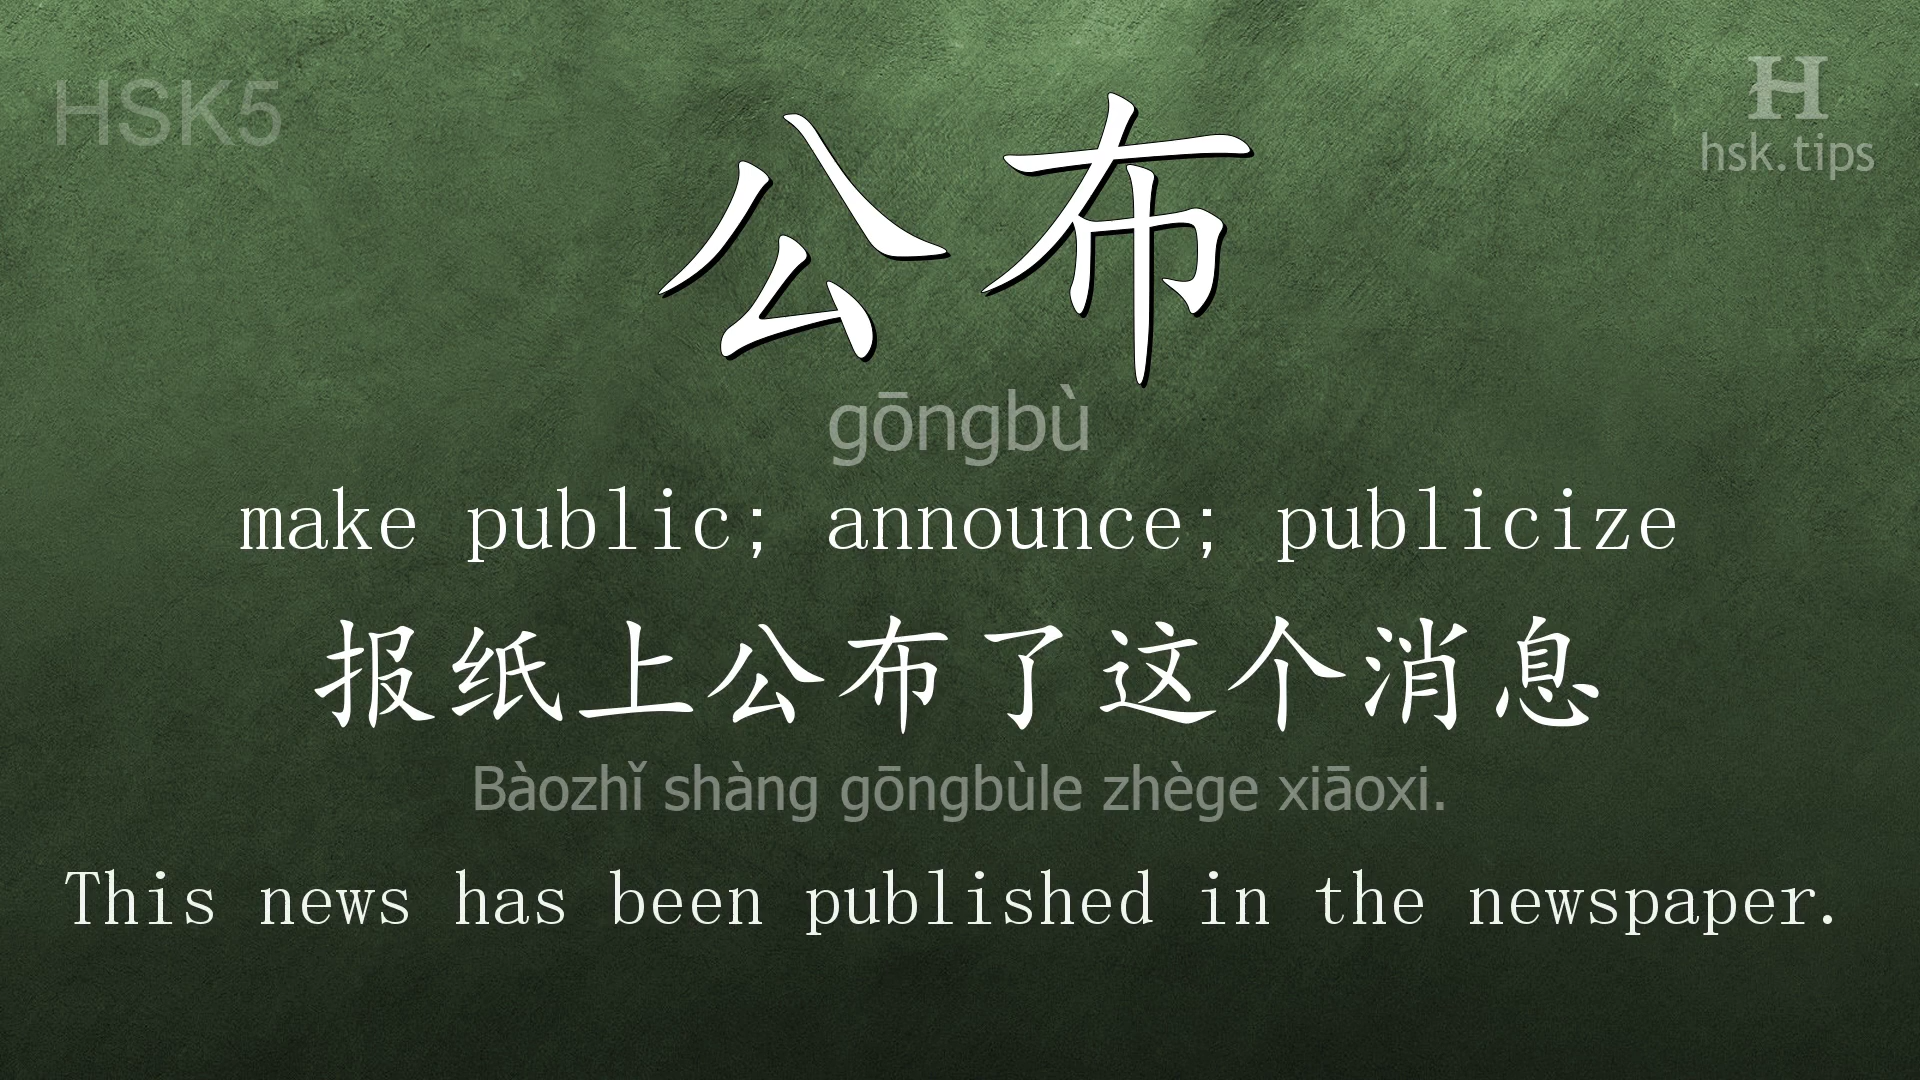 HSK5
H
hsk.tips
公布
gōngbù
make public; announce; publicize
报纸上公布了这个消息
Bàozhǐ shàng gōngbùle zhège xiāoxi.
This news has been published in the newspaper.